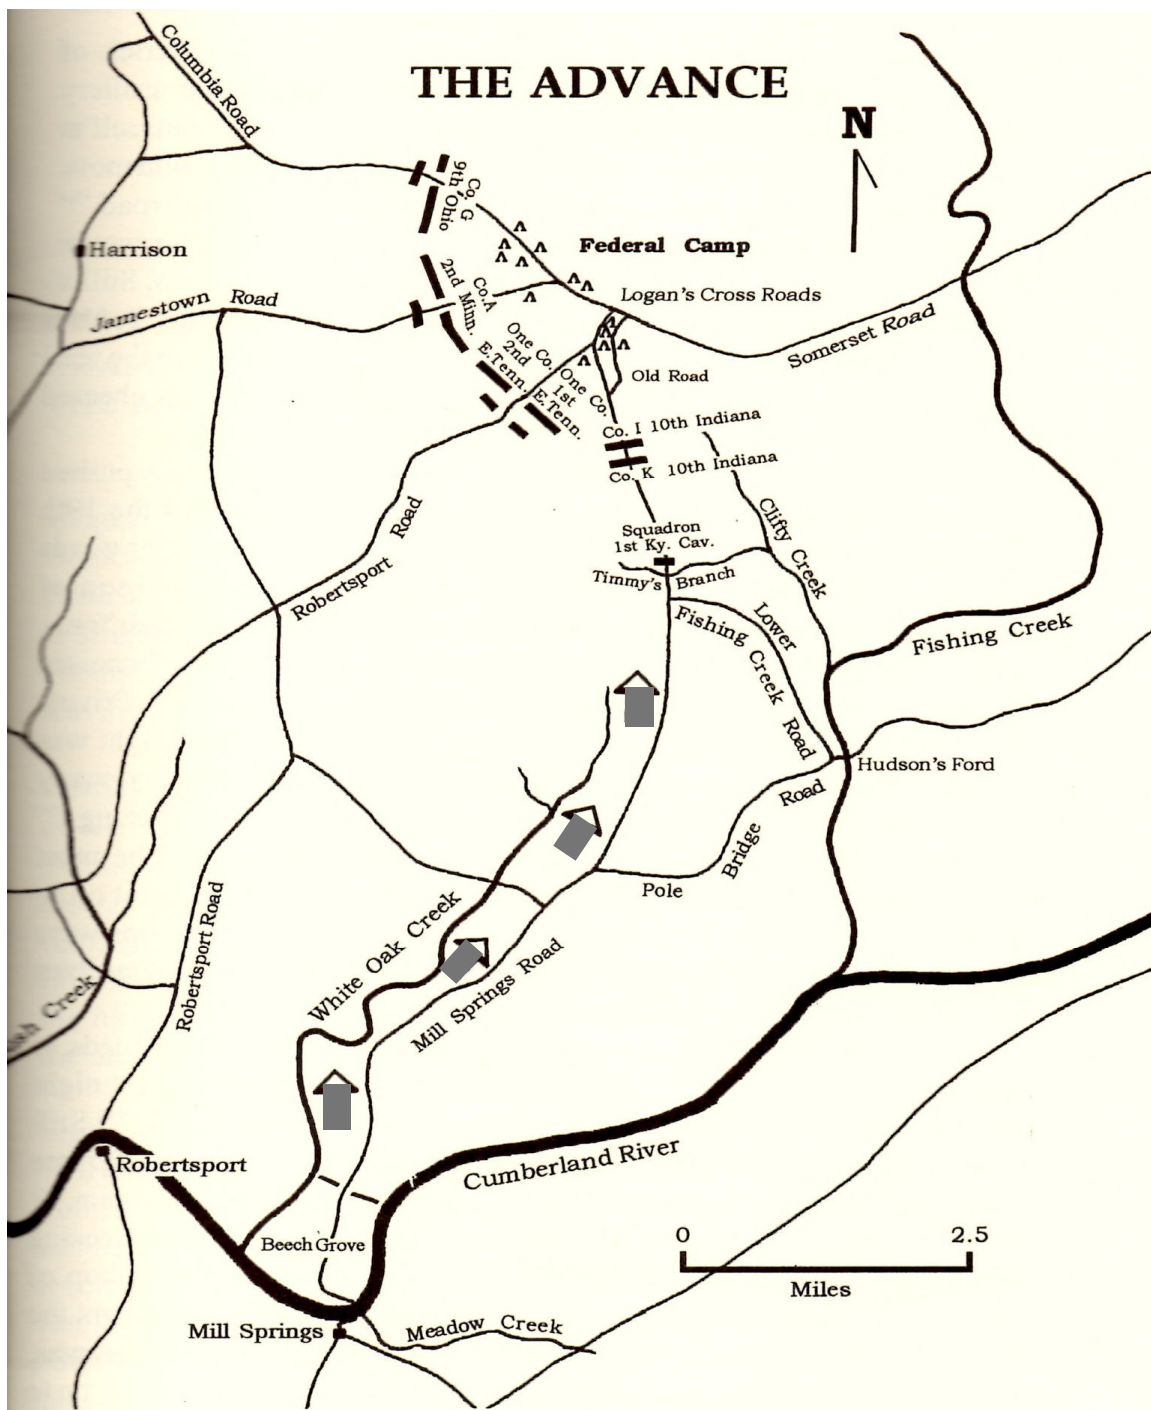 THE ADVANCE
N
Columbia Road
Co. G
9th Ohio
Harrison
Federal Camp
Jamestown Road
Co. A
2nd Minn.
Logan's Cross Roads
Somerset Road
One Co.
2nd
E. Tenn.
One Co.
1st
E. Tenn.
Old Road
Co. I 10th Indiana
Co. K 10th Indiana
Squadron
1st Ky. Cav.
Timmy's Branch
Clifty Creek
Robertsport Road
Lower
Fishing Creek Road
Fishing Creek
Hudson's Ford
Pole Bridge Road
White Oak Creek
Mill Springs Road
Robertsport Road
Creek
Robertsport
Cumberland River
Beech Grove
0 2.5
Miles
Mill Springs
Meadow Creek